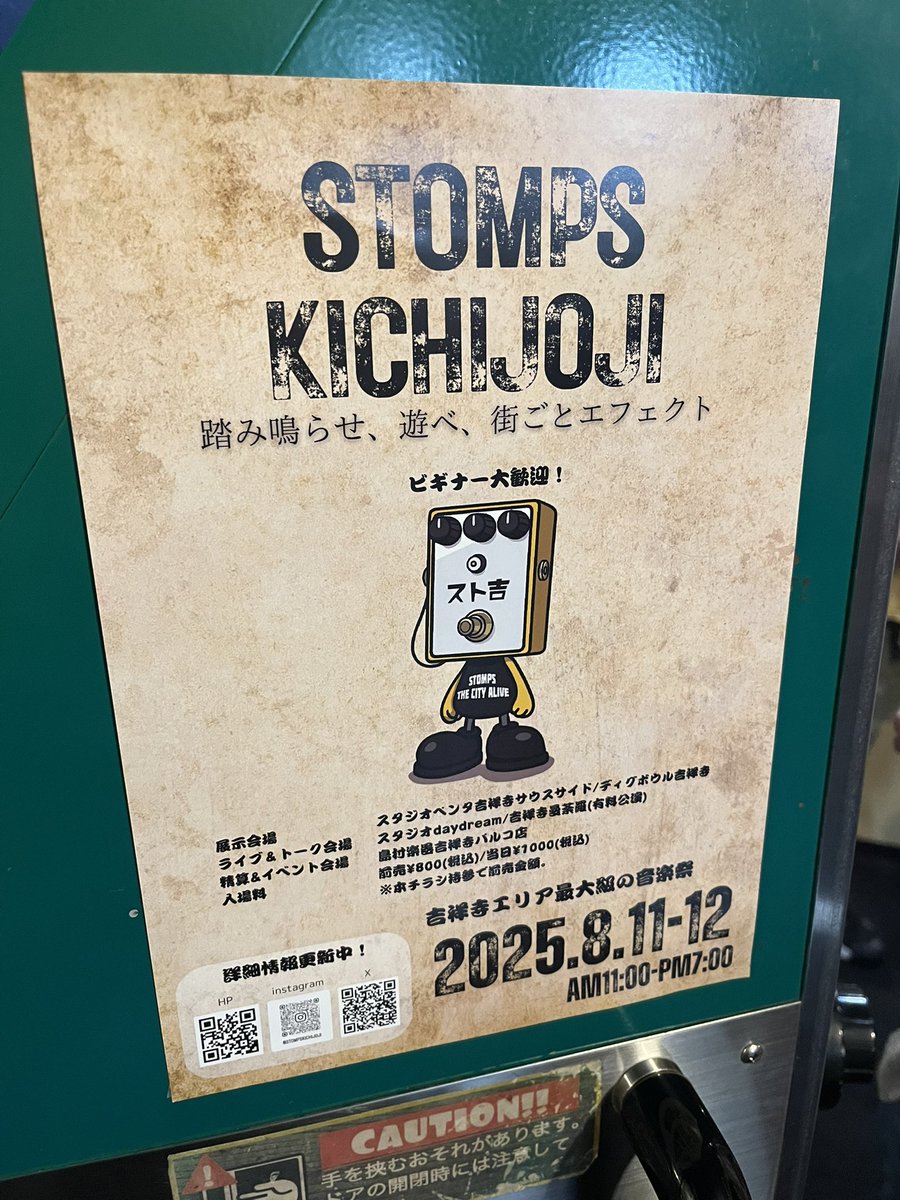 STOMPS
KICHIJOJI
踏み鳴らせ、遊べ、街ごとエフェクト
ビギナー大歓迎！
スト吉
STOMPS
THE CITY ALIVE
展示会場 スタジオペンタ吉祥寺サウスサイド/ディグボウル吉祥寺
ライブ&トーク会場 スタジオdaydream/吉祥寺曼荼羅(有料公演)
精算&イベント会場 島村楽器吉祥寺パルコ店
入場料 前売¥800(税込)/当日¥1000(税込)
※本チラシ持参で前売金額。
吉祥寺エリア最大級の音楽祭
2025.8.11-12
AM11:00-PM7:00
詳細情報更新中！
HP instagram X
@STOMPSKICHIJOJI
CAUTION!!
手を挟むおそれがあります。
ドアの開閉時には注意して